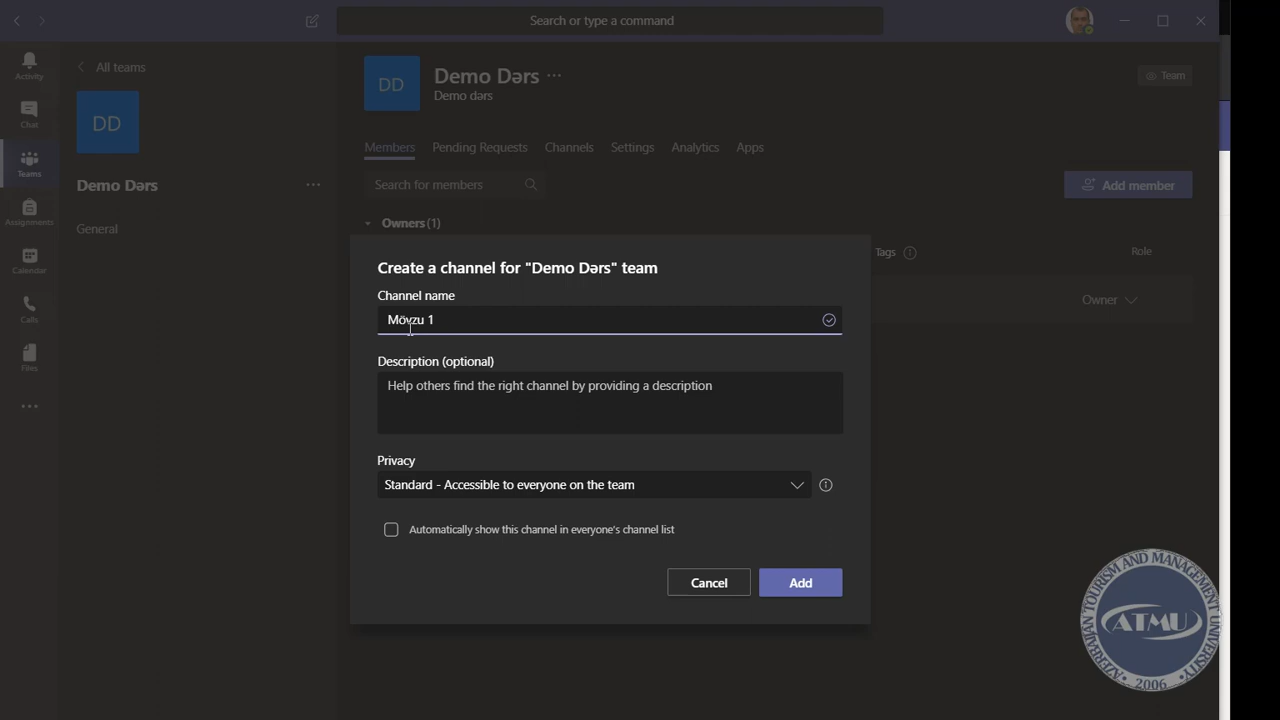 Search or type a command
Activity
Chat
Teams
Assignments
Calendar
Calls
Files
All teams
DD
Demo Dərs
General
DD
Demo Dərs
Demo dərs
Team
Members Pending Requests Channels Settings Analytics Apps
Search for members
Add member
Owners (1)
Tags Role
Owner
Create a channel for "Demo Dərs" team
Channel name
Mövzu 1
Description (optional)
Help others find the right channel by providing a description
Privacy
Standard - Accessible to everyone on the team
Automatically show this channel in everyone's channel list
Cancel Add
AZERBAIJAN TOURISM AND MANAGEMENT UNIVERSITY
ATMU
2006